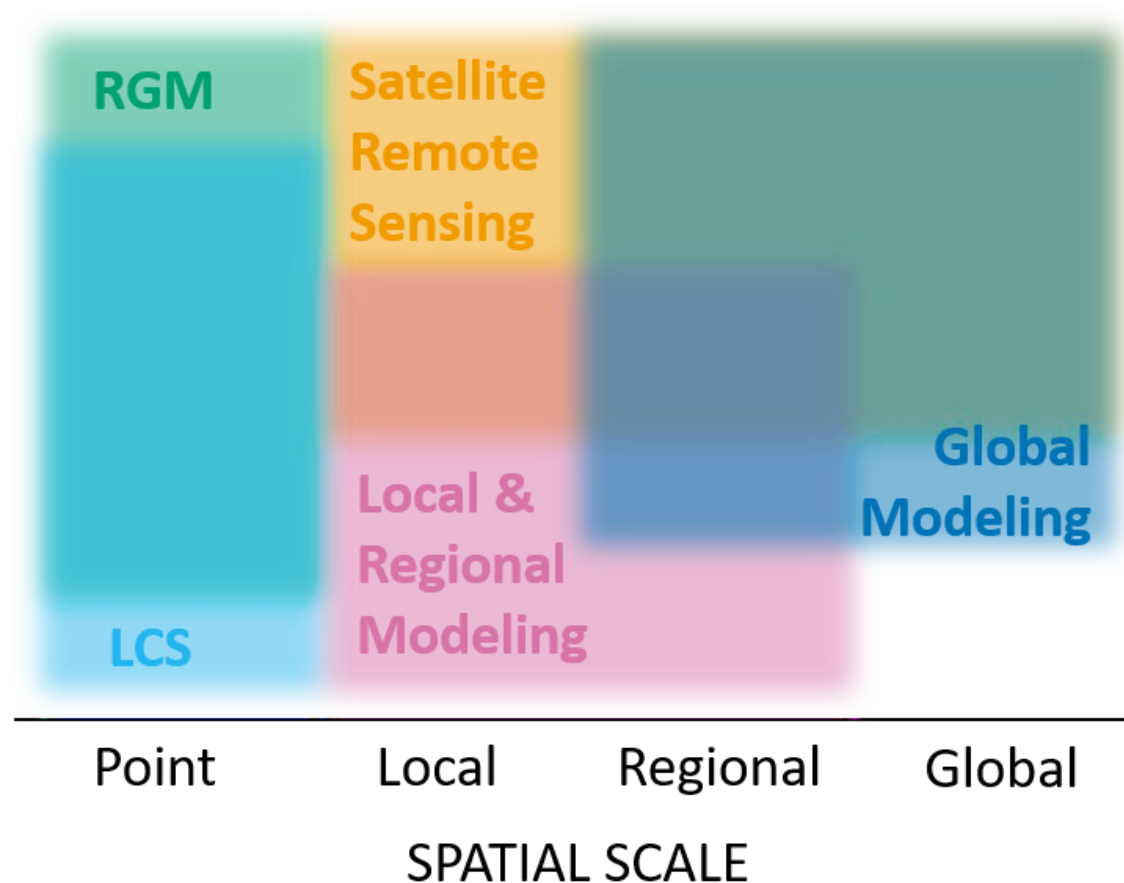 RGM
Satellite
Remote
Sensing
Global
Modeling
Local &
Regional
Modeling
LCS
Point
Local
Regional
Global
SPATIAL SCALE